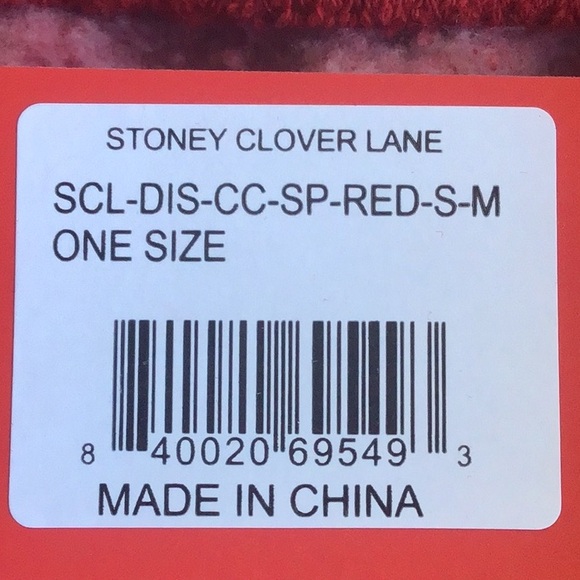 STONEY CLOVER LANE
SCL-DIS-CC-SP-RED-S-M
ONE SIZE
8 40020 69549 3
MADE IN CHINA